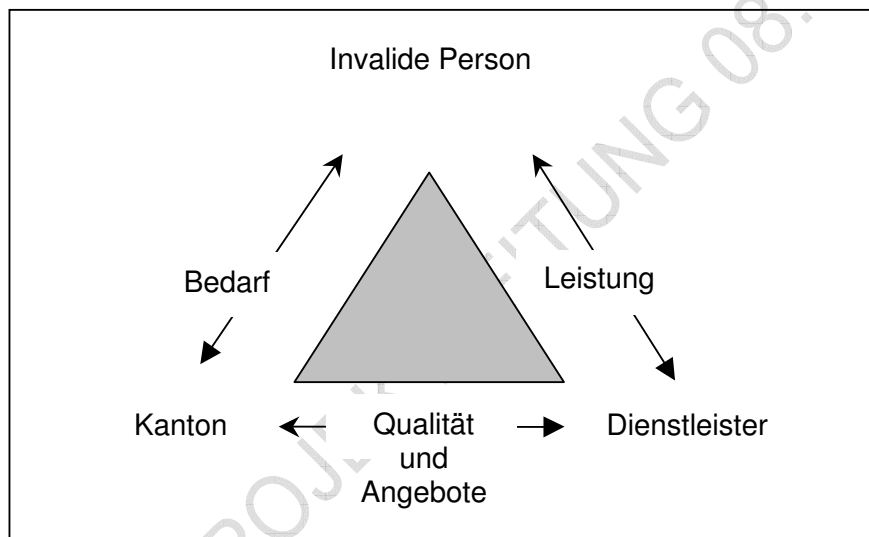 Invalide Person
Bedarf
Leistung
Kanton
Qualität
und
Angebote
Dienstleister